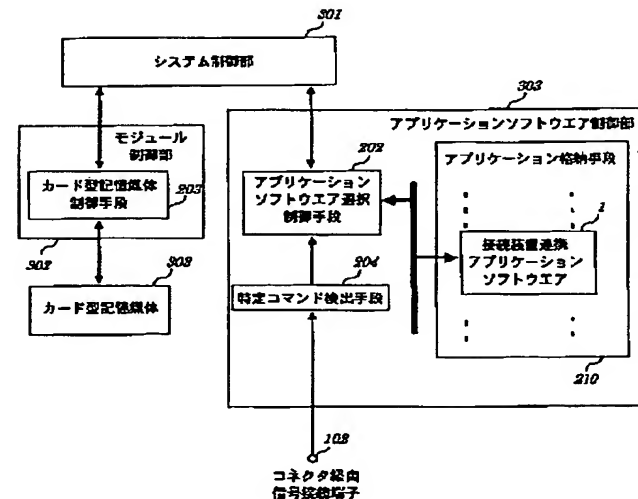 301
システム制御部
303
アプリケーションソフトウエア制御部
モジュール
制御部
カード型記憶媒体
制御手段
203
302
303
カード型記憶媒体
202
アプリケーション
ソフトウエア選択
制御手段
204
特定コマンド検出手段
アプリケーション格納手段
1
接続装置連携
アプリケーション
ソフトウエア
210
102
コネクタ経由
信号接続端子